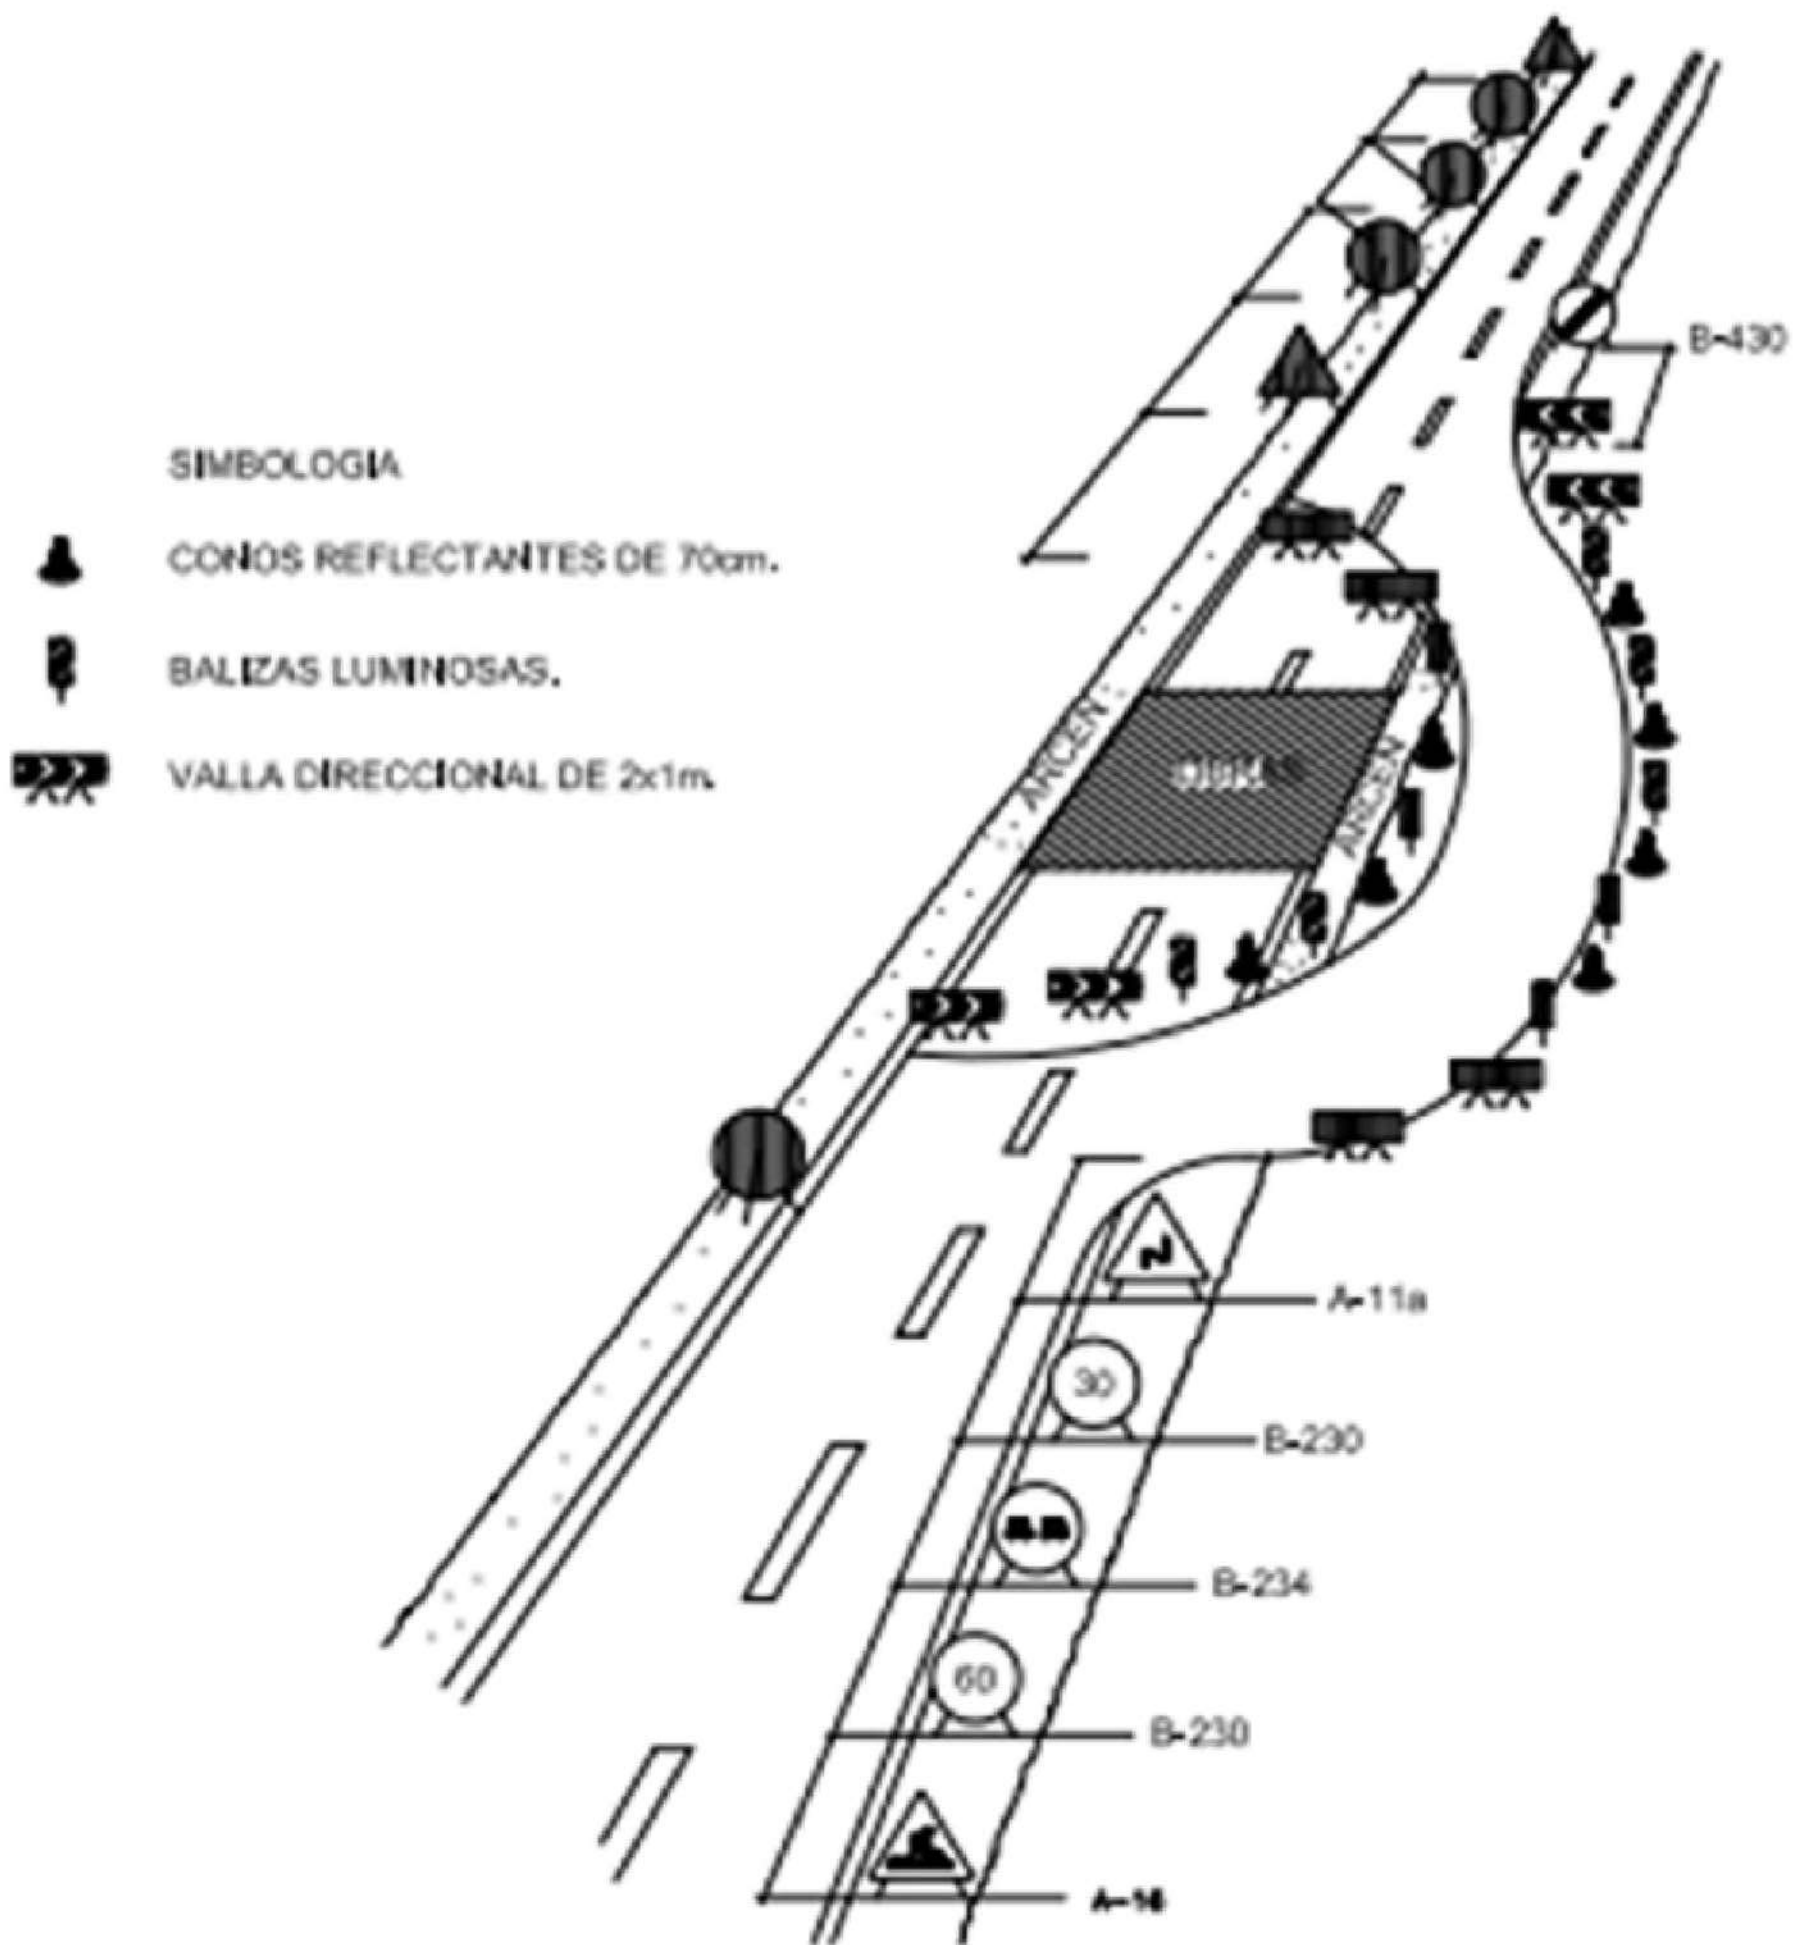 B-430
SIMBOLOGIA
CONOS REFLECTANTES DE 70cm.
BALIZAS LUMINOSAS.
VALLA DIRECCIONAL DE 2x1m.
ARCEN
ARCEN
A-11a
30
B-230
B-234
60
B-230